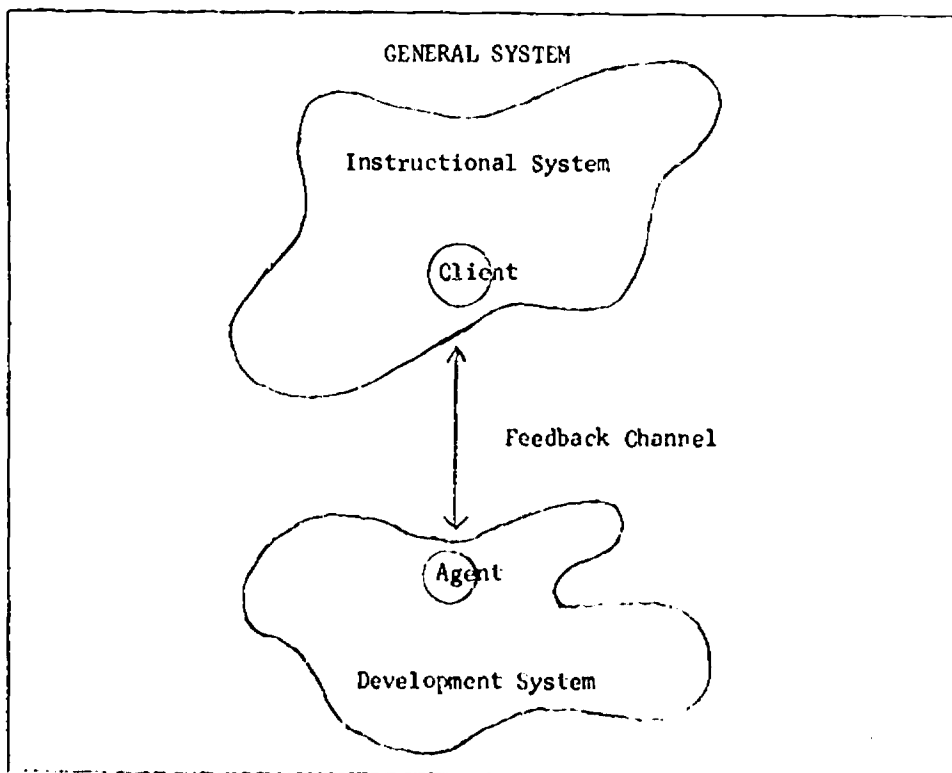 GENERAL SYSTEM
Instructional System
Client
Feedback Channel
Agent
Development System